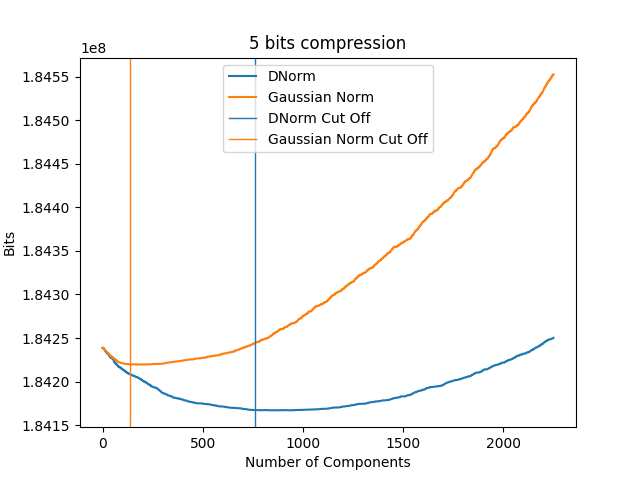 5 bits compression
1e8
DNorm
Gaussian Norm
DNorm Cut Off
Gaussian Norm Cut Off
1.8455
1.8450
1.8445
1.8440
1.8435
1.8430
1.8425
1.8420
1.8415
Bits
0 500 1000 1500 2000
Number of Components